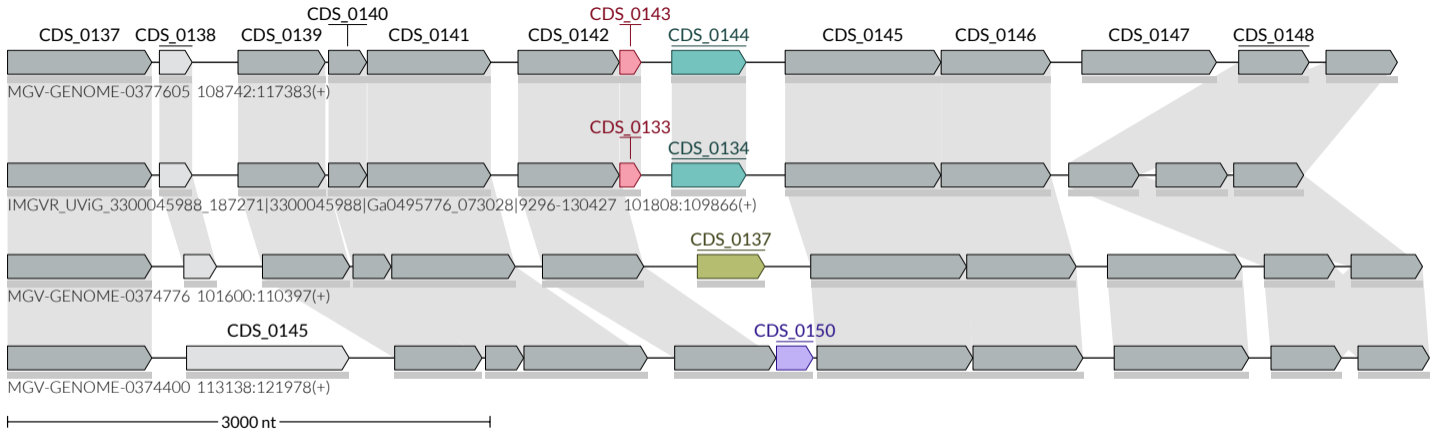 CDS_0140 CDS_0143
CDS_0137 CDS_0138 CDS_0139 CDS_0141 CDS_0142 CDS_0144 CDS_0145 CDS_0146 CDS_0147 CDS_0148
MGV-GENOME-0377605 108742:117383(+)
CDS_0133
CDS_0134
IMGVR_UViG_3300045988_187271|3300045988|Ga0495776_073028|9296-130427 101808:109866(+)
CDS_0137
MGV-GENOME-0374776 101600:110397(+)
CDS_0145 CDS_0150
MGV-GENOME-0374400 113138:121978(+)
3000 nt